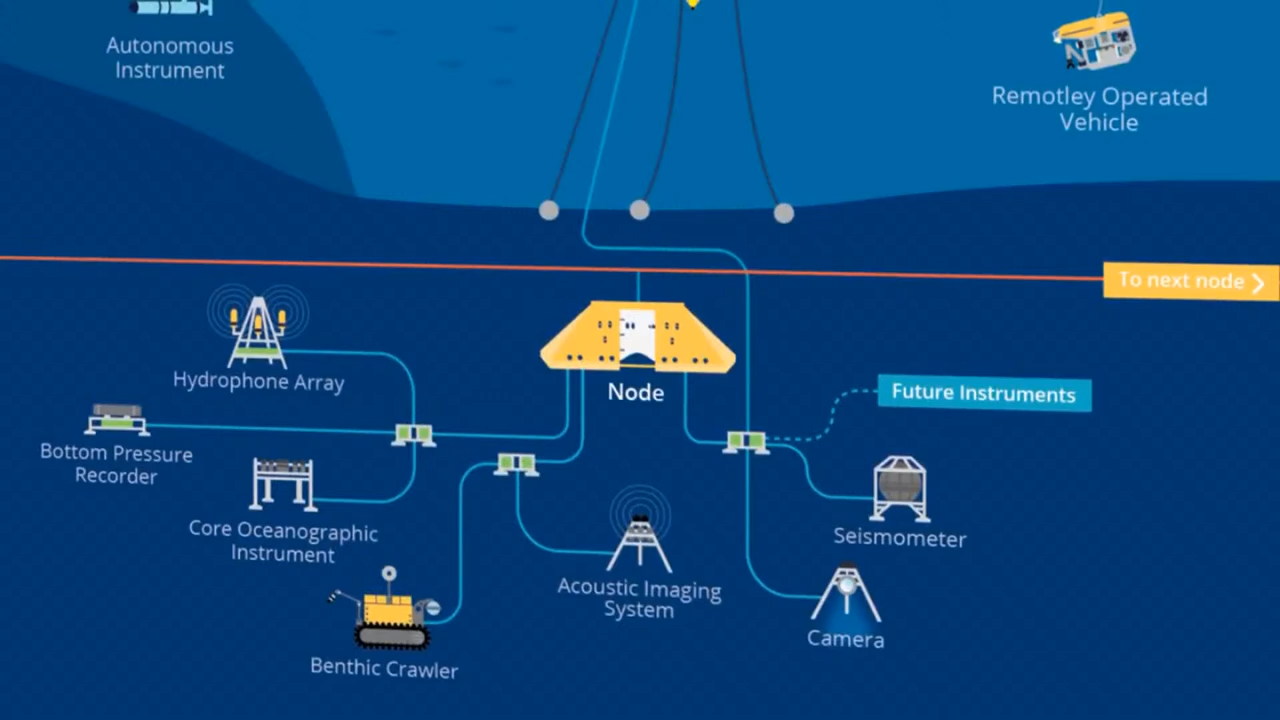 Autonomous
Instrument
Remotley Operated
Vehicle
To next node
Hydrophone Array
Node
Future Instruments
Bottom Pressure
Recorder
Core Oceanographic
Instrument
Seismometer
Acoustic Imaging
System
Camera
Benthic Crawler